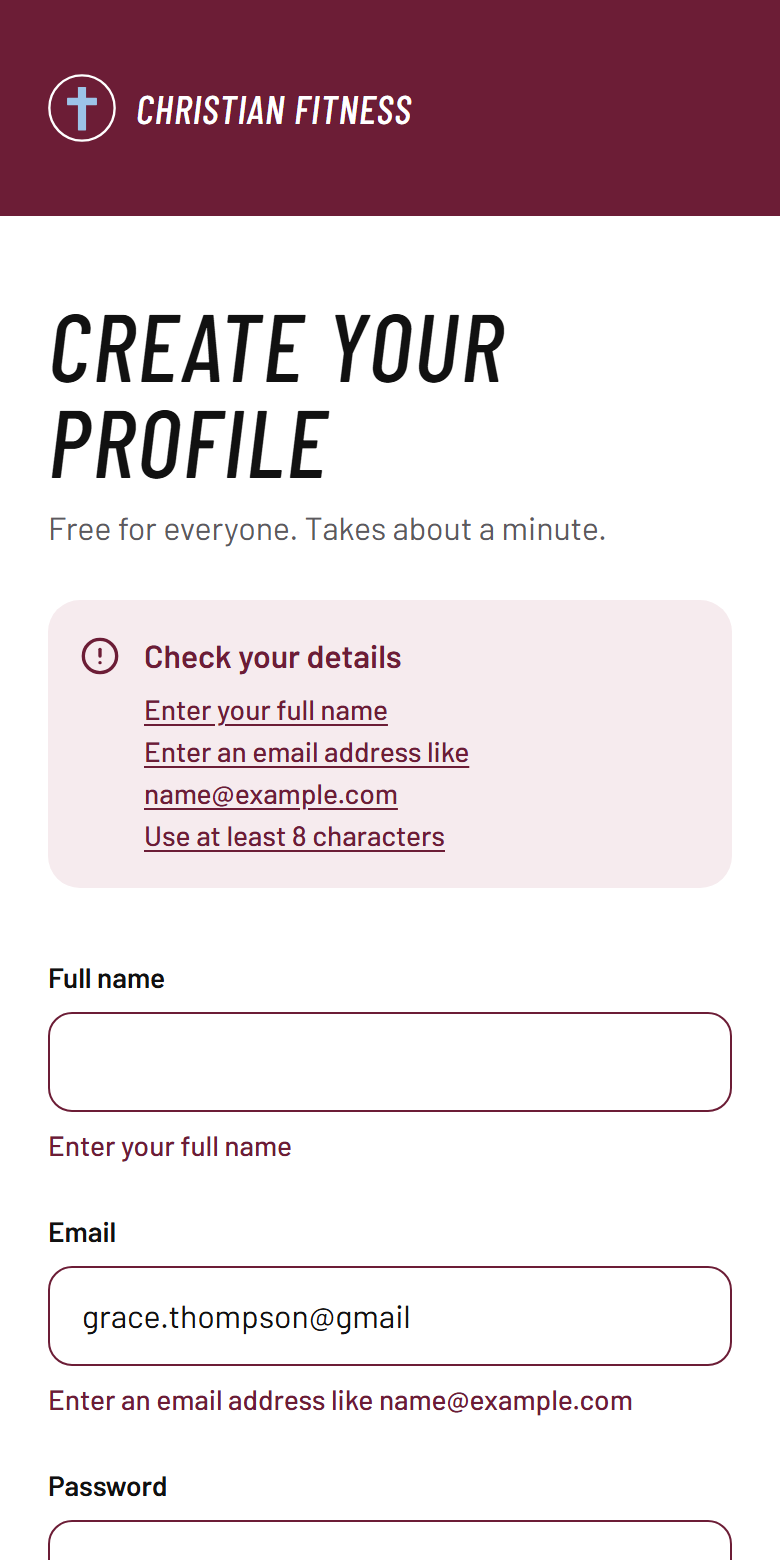 CHRISTIAN FITNESS
CREATE YOUR
PROFILE
Free for everyone. Takes about a minute.
Check your details
Enter your full name
Enter an email address like
name@example.com
Use at least 8 characters
Full name
Enter your full name
Email
grace.thompson@gmail
Enter an email address like name@example.com
Password